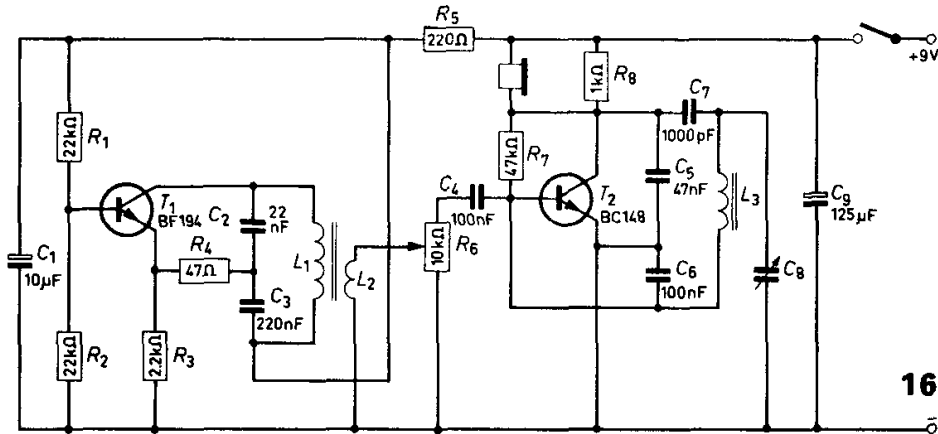 R5
220Ω
+9V
R8
1kΩ
C7
1000pF
R1
22kΩ
R7
47kΩ
C5
47nF
T1
BF194
C2
22
nF
C4
100nF
T2
BC148
L3
C9
125µF
C1
10µF
R4
47Ω
L1
L2
R6
10kΩ
C6
100nF
C8
C3
220nF
R2
22kΩ
R3
2.2kΩ
16